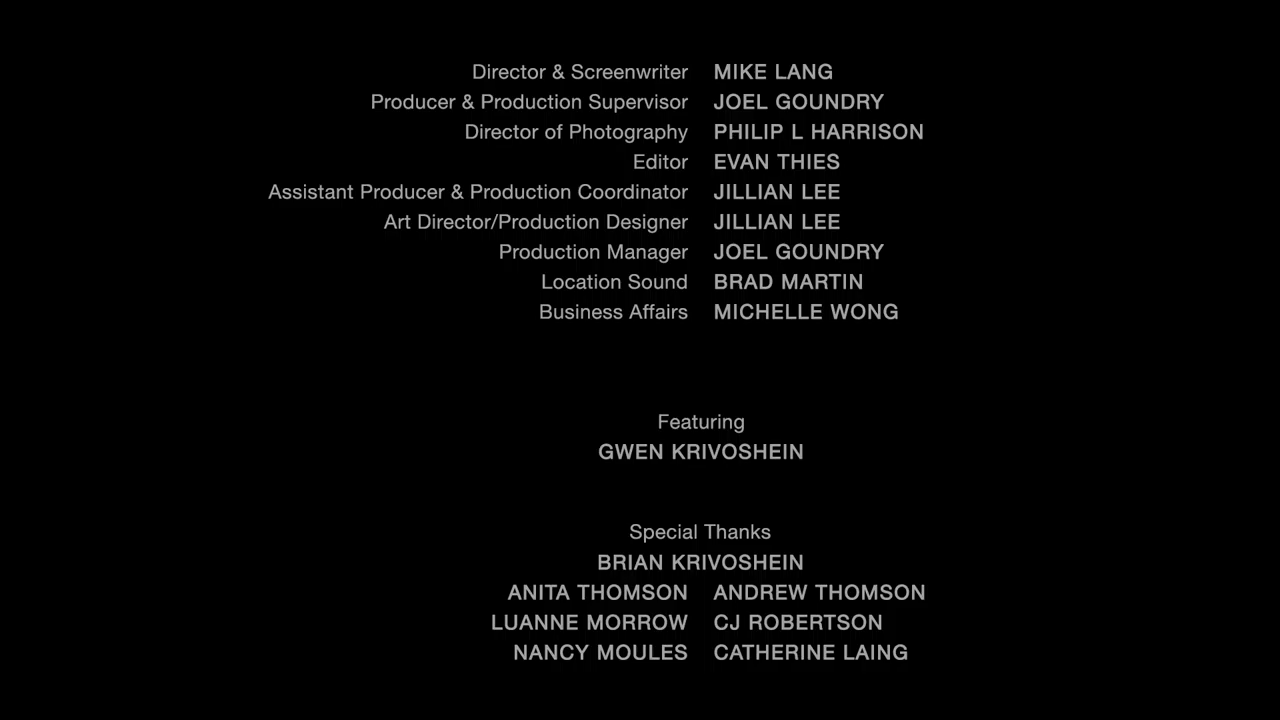 Director & Screenwriter MIKE LANG
Producer & Production Supervisor JOEL GOUNDRY
Director of Photography PHILIP L HARRISON
Editor EVAN THIES
Assistant Producer & Production Coordinator JILLIAN LEE
Art Director/Production Designer JILLIAN LEE
Production Manager JOEL GOUNDRY
Location Sound BRAD MARTIN
Business Affairs MICHELLE WONG
Featuring
GWEN KRIVOSHEIN
Special Thanks
BRIAN KRIVOSHEIN
ANITA THOMSON ANDREW THOMSON
LUANNE MORROW CJ ROBERTSON
NANCY MOULES CATHERINE LAING